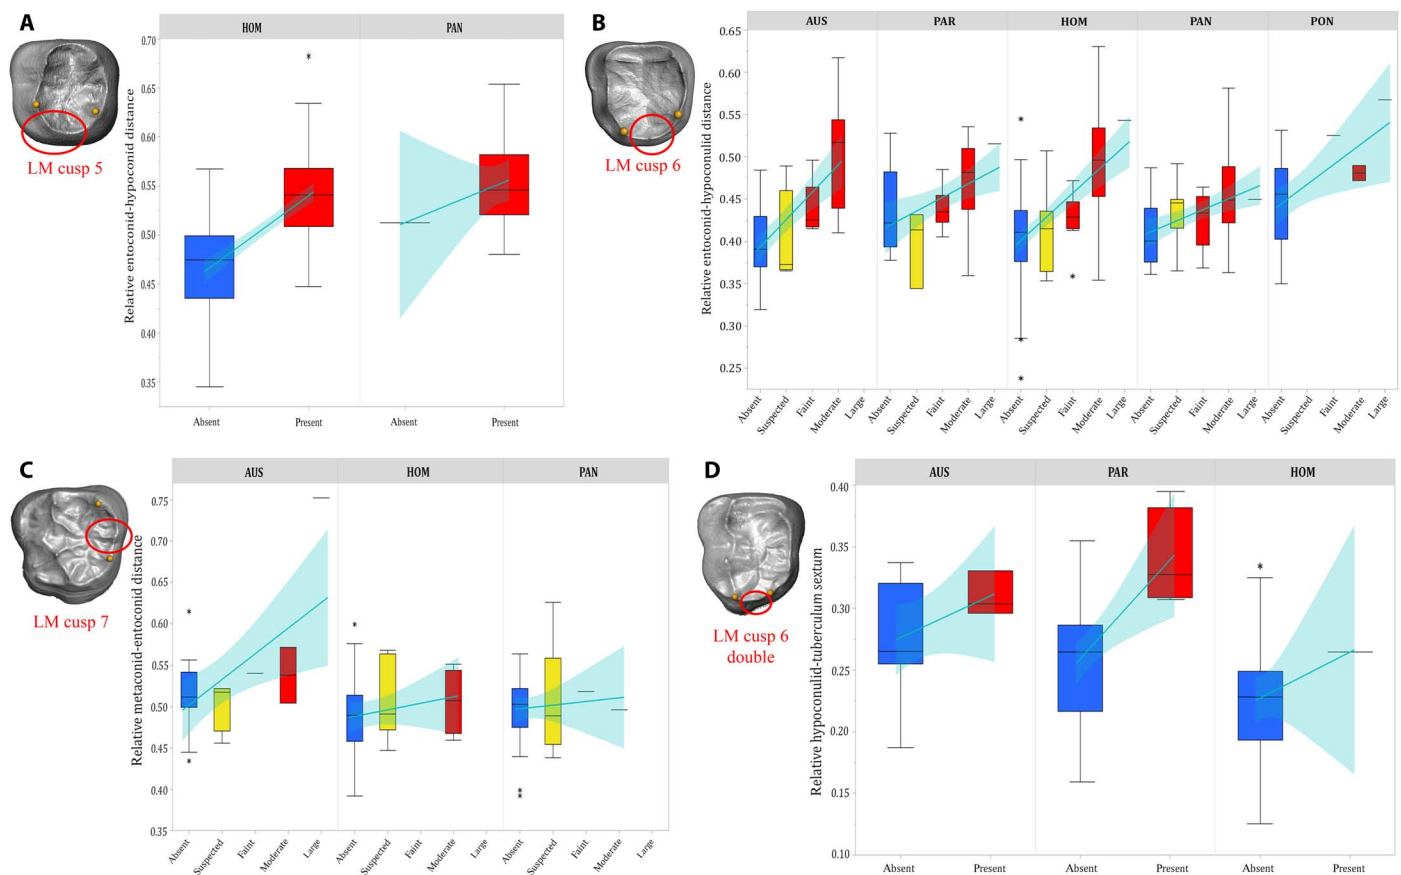 A
HOM PAN
0.70
0.65
0.60
0.55
0.50
0.45
0.40
0.35
Relative entoconid-hypoconid distance
LM cusp 5
Absent Present Absent Present
B
AUS PAR HOM PAN PON
0.65
0.60
0.55
0.50
0.45
0.40
0.35
0.30
0.25
Relative entoconid-hypoconulid distance
LM cusp 6
Absent Suspected Faint Moderate Large Absent Suspected Faint Moderate Large Absent Suspected Faint Moderate Large Absent Suspected Faint Moderate Large Absent Suspected Faint Moderate Large
C
AUS HOM PAN
0.75
0.70
0.65
0.60
0.55
0.50
0.45
0.40
0.35
Relative metaconid-entoconid distance
LM cusp 7
Absent Suspected Faint Moderate Large Absent Suspected Faint Moderate Large Absent Suspected Faint Moderate Large
D
AUS PAR HOM
0.40
0.35
0.30
0.25
0.20
0.15
0.10
Relative hypoconulid-tuberculum sextum
LM cusp 6
double
Absent Present Absent Present Absent Present